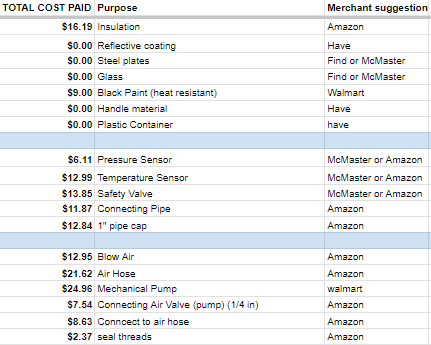 TOTAL COST PAID Purpose Merchant suggestion
$16.19 Insulation Amazon
$0.00 Reflective coating Have
$0.00 Steel plates Find or McMaster
$0.00 Glass Find or McMaster
$9.00 Black Paint (heat resistant) Walmart
$0.00 Handle material Have
$0.00 Plastic Container have
$6.11 Pressure Sensor McMaster or Amazon
$12.99 Temperature Sensor McMaster or Amazon
$13.85 Safety Valve McMaster or Amazon
$11.87 Connecting Pipe Amazon
$12.84 1" pipe cap Amazon
$12.95 Blow Air Amazon
$21.62 Air Hose Amazon
$24.96 Mechanical Pump walmart
$7.54 Connecting Air Valve (pump) (1/4 in) Amazon
$8.63 Conncect to air hose Amazon
$2.37 seal threads Amazon